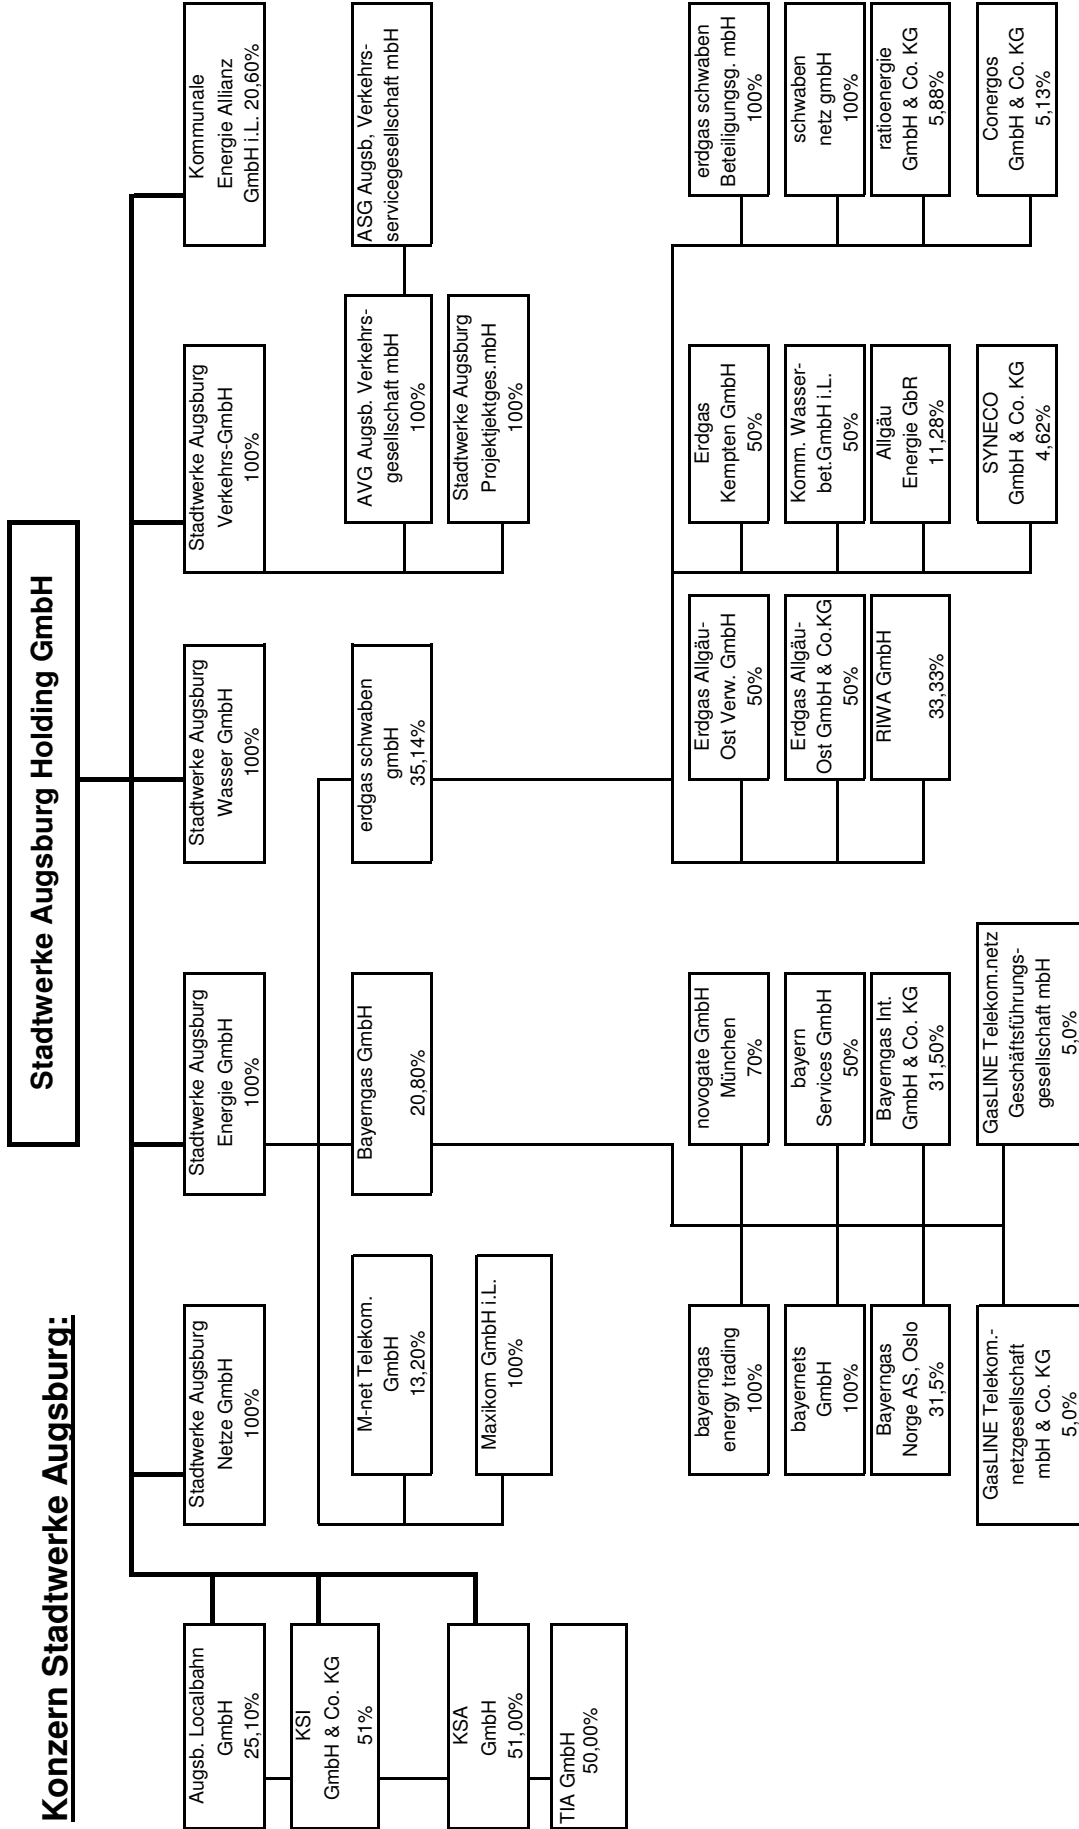 Konzern Stadtwerke Augsburg:
Stadtwerke Augsburg Holding GmbH
Augsb. Localbahn
GmbH
25,10%
KSI
GmbH & Co. KG
51%
KSA
GmbH
51,00%
TIA GmbH
50,00%
Stadtwerke Augsburg
Netze GmbH
100%
Stadtwerke Augsburg
Energie GmbH
100%
Stadtwerke Augsburg
Wasser GmbH
100%
Stadtwerke Augsburg
Verkehrs-GmbH
100%
Kommunale
Energie Allianz
GmbH i.L. 20,60%
M-net Telekom.
GmbH
13,20%
Maxikom GmbH i.L.
100%
Bayerngas GmbH
20,80%
erdgas schwaben
gmbH
35,14%
AVG Augsb. Verkehrs-
gesellschaft mbH
100%
Stadtwerke Augsburg
Projektjektges.mbH
100%
ASG Augsb, Verkehrs-
servicegesellschaft mbH
bayerngas
energy trading
100%
bayernets
GmbH
100%
Bayerngas
Norge AS, Oslo
31,5%
GasLINE Telekom.-
netzgesellschaft
mbH & Co. KG
5,0%
novogate GmbH
München
70%
bayern
Services GmbH
50%
Bayerngas Int.
GmbH & Co. KG
31,50%
GasLINE Telekom.netz
Geschäftsführungs-
gesellschaft mbH
5,0%
Erdgas Allgäu-
Ost Verw. GmbH
50%
Erdgas Allgäu-
Ost GmbH & Co.KG
50%
RIWA GmbH
33,33%
Erdgas
Kempten GmbH
50%
Komm. Wasser-
bet.GmbH i.L.
50%
Allgäu
Energie GbR
11,28%
SYNECO
GmbH & Co. KG
4,62%
erdgas schwaben
Beteiligungsg. mbH
100%
schwaben
netz gmbH
100%
ratioenergie
GmbH & Co. KG
5,88%
Conergos
GmbH & Co. KG
5,13%